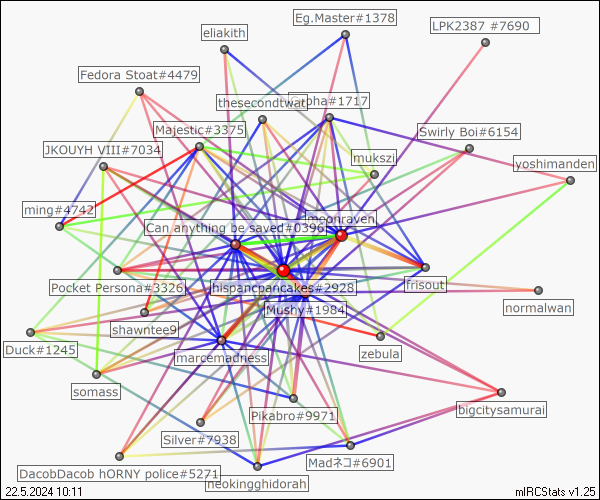 Eg.Master#1378
LPK2387 #7690
eliakith
Fedora Stoat#4479
thesecondtwat
#1717
Majestic#3375
Swirly Boi#6154
JKOUYH VIII#7034
mukszi
yoshimanden
ming#4742
moonraven
Can anything be saved#0396
Pocket Persona#3326
hispancpancakes#2928
frisout
normalwan
Mushy#1984
shawntee9
Duck#1245
marcemadness
zebula
somass
bigcitysamurai
Pikabro#9971
Silver#7938
Madネコ#6901
DacobDacob hORNY police#5271
neokingghidorah
22.5.2024 10:11
mIRCStats v1.25